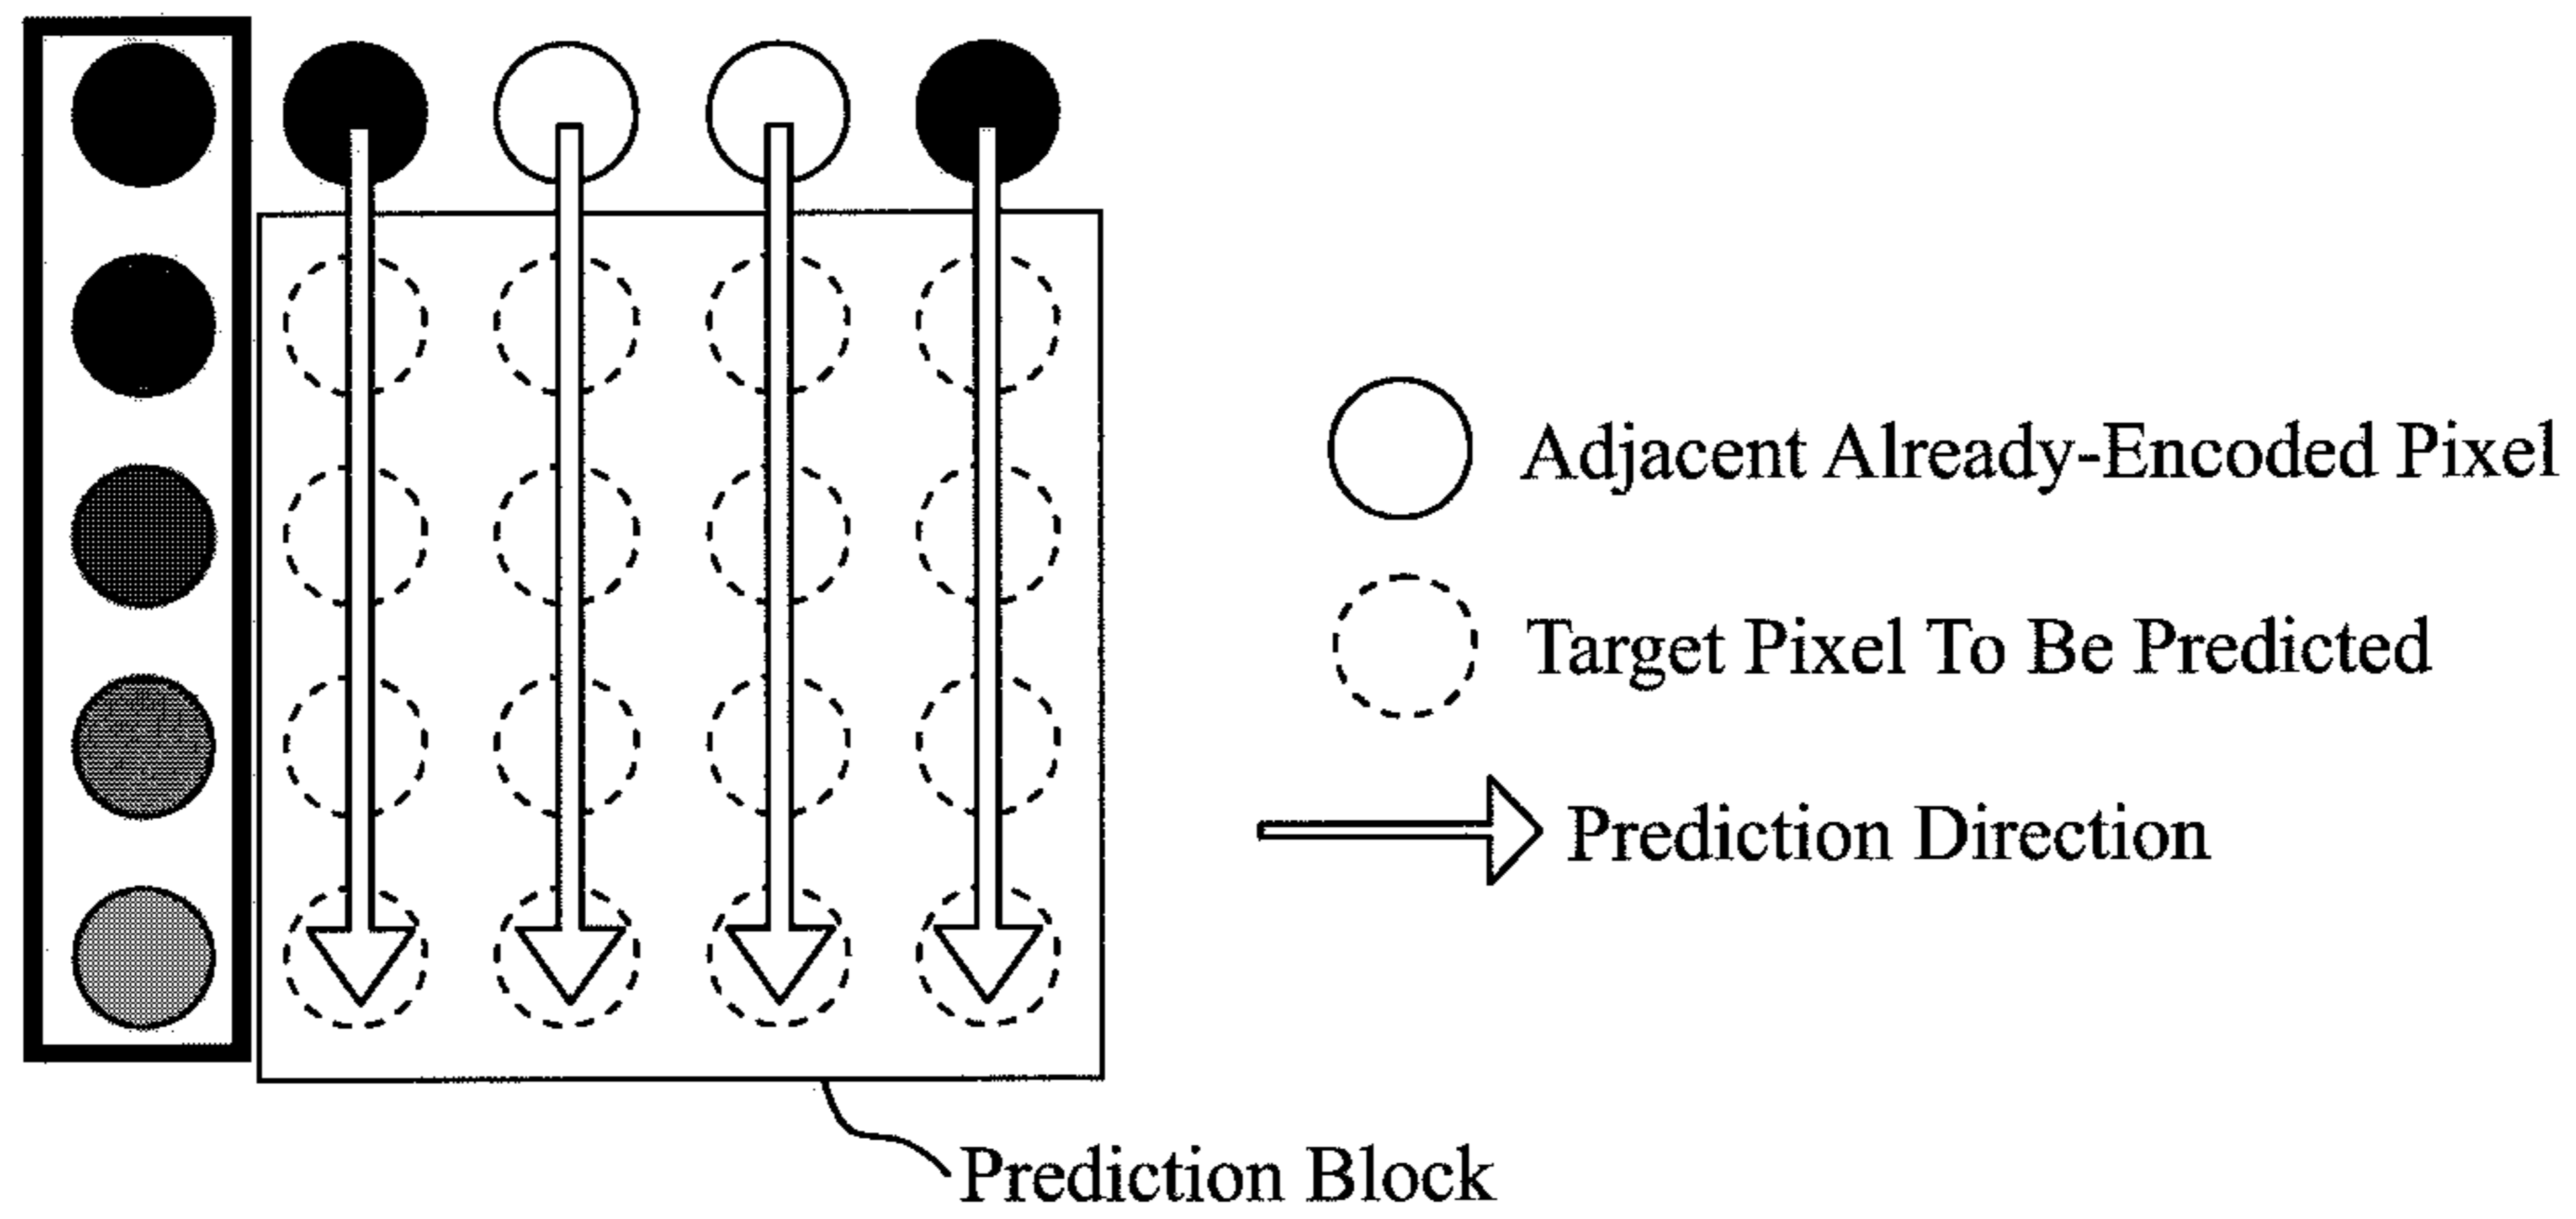 Adjacent Already-Encoded Pixel
Target Pixel To Be Predicted
Prediction Direction
Prediction Block